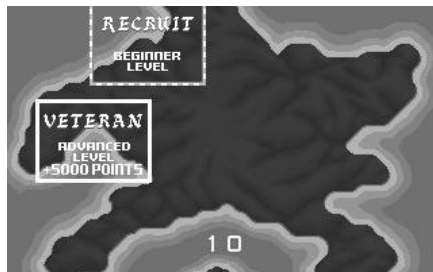 RECRUIT
BEGINNER
LEVEL
VETERAN
ADVANCED
LEVEL
+5000 POINTS
10